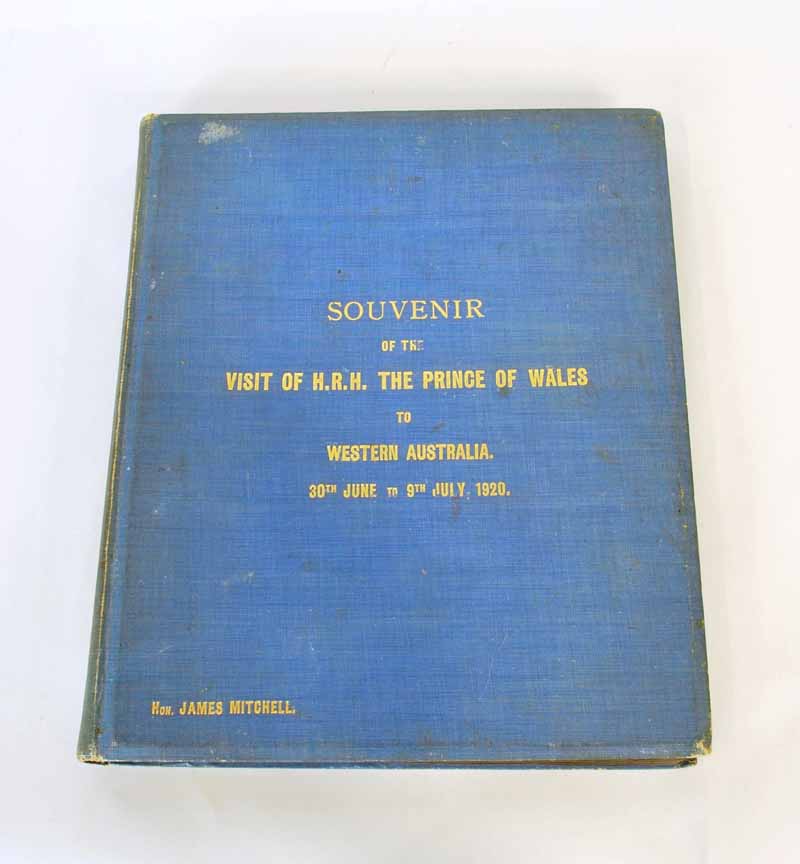 SOUVENIR
OF THE
VISIT OF H.R.H. THE PRINCE OF WALES
TO
WESTERN AUSTRALIA.
30TH JUNE TO 9TH JULY, 1920.
HON. JAMES MITCHELL.